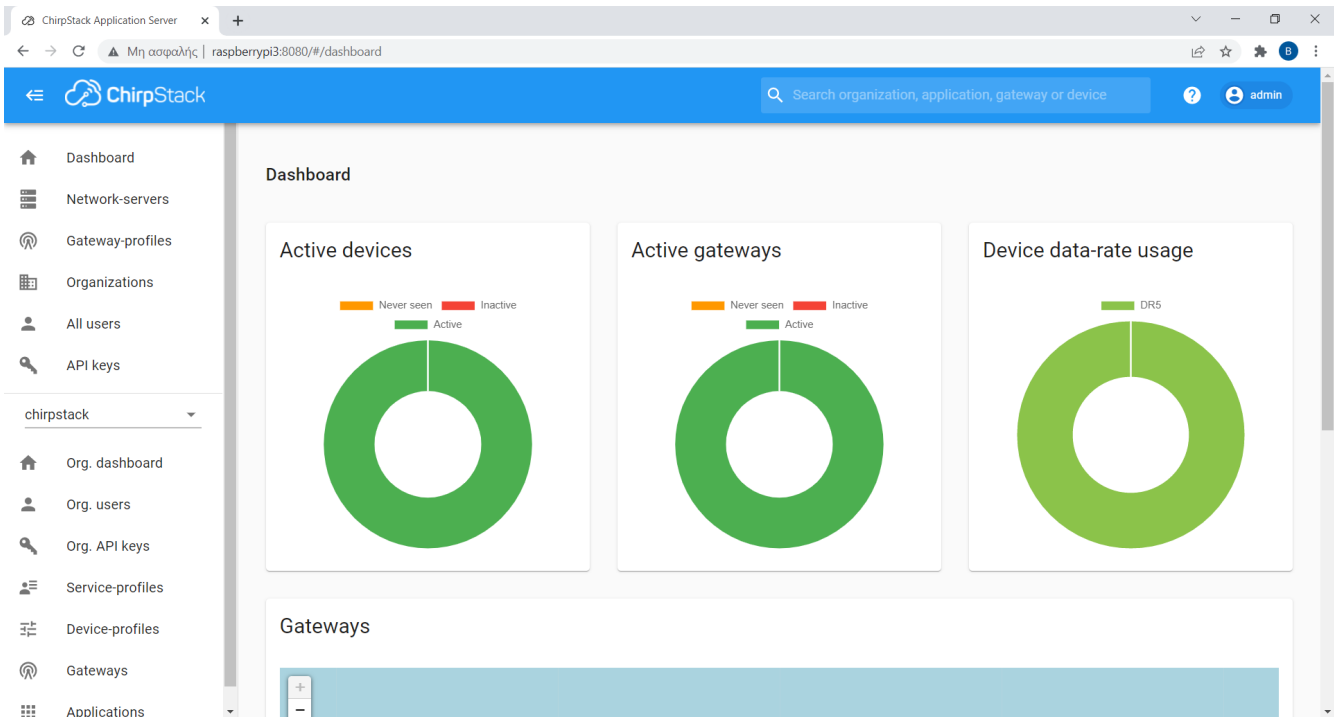 ChirpStack Application Server
Μη ασφαλής | raspberrypi3:8080/#/dashboard
B
ChirpStack
Search organization, application, gateway or device
?
admin
Dashboard
Network-servers
Gateway-profiles
Organizations
All users
API keys
chirpstack
Org. dashboard
Org. users
Org. API keys
Service-profiles
Device-profiles
Gateways
Applications
Dashboard
Active devices
Never seen Inactive
Active
Active gateways
Never seen Inactive
Active
Device data-rate usage
DR5
Gateways
+
−